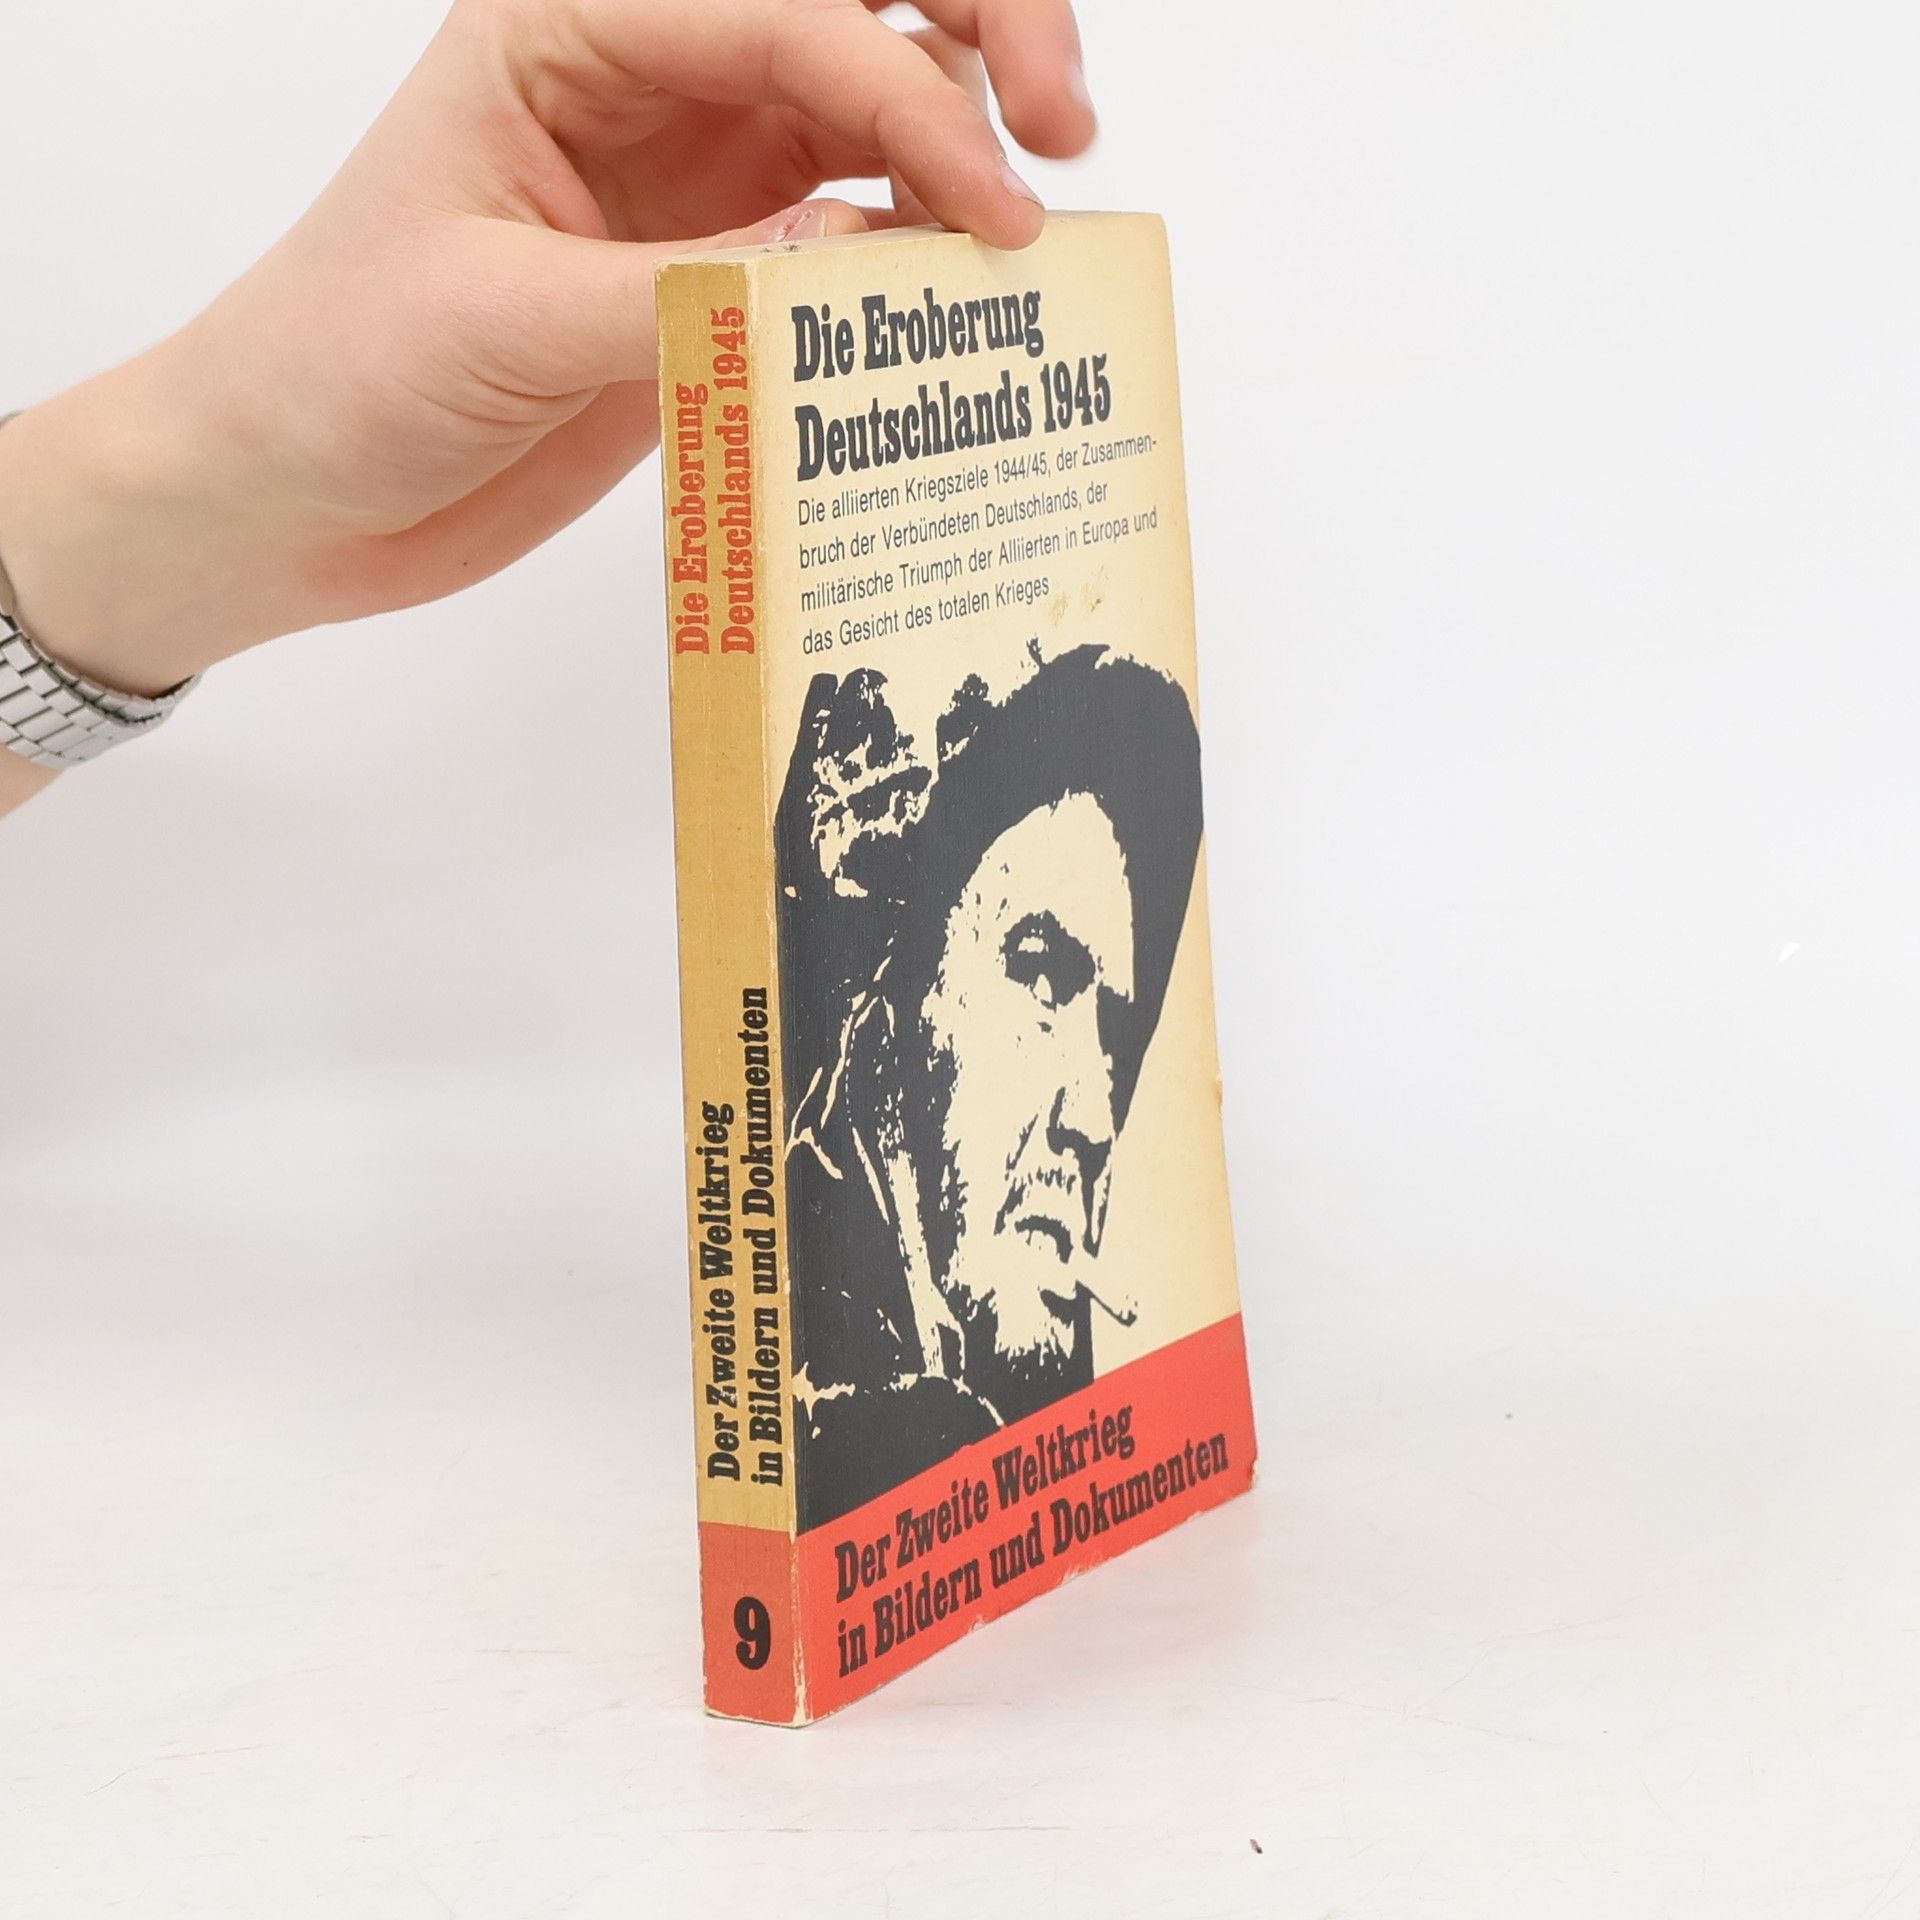 Die Eroberung
Deutschlands 1945
Die alliierten Kriegsziele 1944/45, der Zusammen-
bruch der Verbündeten Deutschlands, der
militärische Triumph der Alliierten in Europa und
das Gesicht des totalen Krieges
Der Zweite Weltkrieg
in Bildern und Dokumenten
Die Eroberung
Deutschlands 1945
Der Zweite Weltkrieg
in Bildern und Dokumenten
9